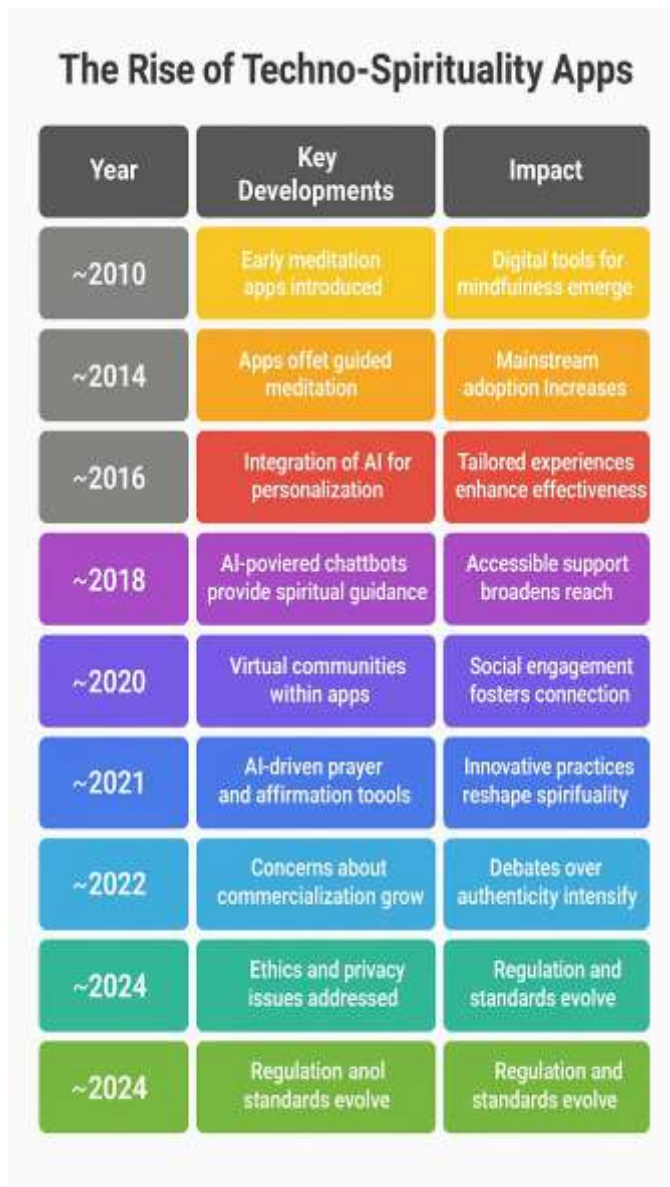 The Rise of Techno-Spirituality Apps
Year
Key
Developments
Impact
~2010
Early meditation
apps introduced
Digital tools for
mindfuiness emerge
~2014
Apps offet guided
meditation
Mainstream
adoption Increases
~2016
Integration of AI for
personalization
Tailored experiences
enhance effectiveness
~2018
AI-poviered chattbots
provide spiritual guidance
Accessible support
broadens reach
~2020
Virtual communities
within apps
Social engagement
fosters connection
~2021
AI-driven prayer
and affirmation toools
Innovative practices
reshape spirifuality
~2022
Concerns about
commercialization grow
Debates over
authenticity intensify
~2024
Ethics and privacy
issues addressed
Regulation and
standards evolve
~2024
Regulation anol
standards evolve
Regulation and
standards evolve